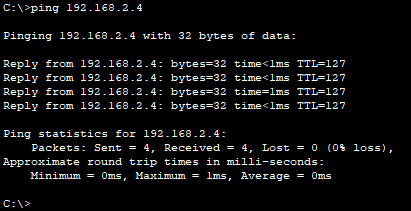 C:\>ping 192.168.2.4
Pinging 192.168.2.4 with 32 bytes of data:
Reply from 192.168.2.4: bytes=32 time<1ms TTL=127
Reply from 192.168.2.4: bytes=32 time<1ms TTL=127
Reply from 192.168.2.4: bytes=32 time=1ms TTL=127
Reply from 192.168.2.4: bytes=32 time<1ms TTL=127
Ping statistics for 192.168.2.4:
Packets: Sent = 4, Received = 4, Lost = 0 (0% loss),
Approximate round trip times in milli-seconds:
Minimum = 0ms, Maximum = 1ms, Average = 0ms
C:\>